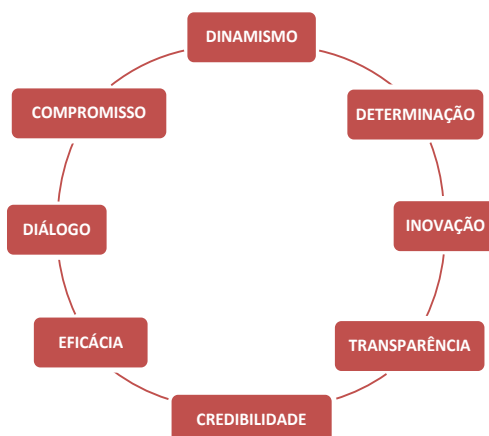 DINAMISMO
DETERMINAÇÃO
INOVAÇÃO
TRANSPARÊNCIA
CREDIBILIDADE
EFICÁCIA
DIÁLOGO
COMPROMISSO